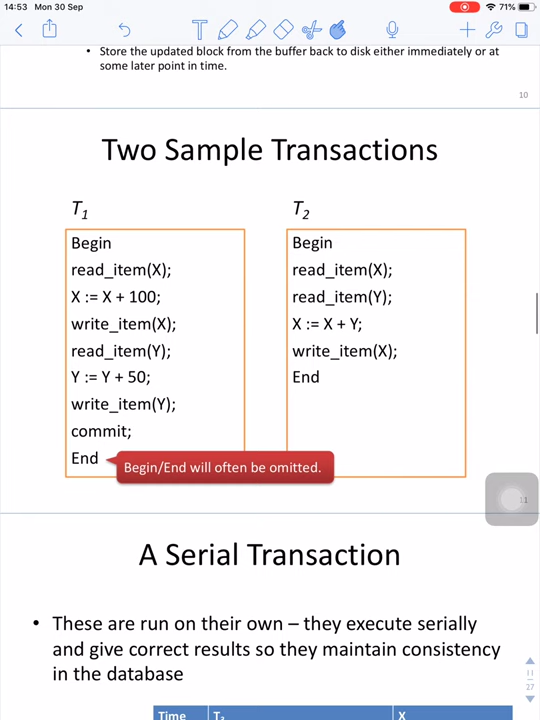 14:53 Mon 30 Sep
71%
T
• Store the updated block from the buffer back to disk either immediately or at
some later point in time.
10
Two Sample Transactions
T1
Begin
read_item(X);
X := X + 100;
write_item(X);
read_item(Y);
Y := Y + 50;
write_item(Y);
commit;
End
Begin/End will often be omitted.
T2
Begin
read_item(X);
read_item(Y);
X := X + Y;
write_item(X);
End
11
A Serial Transaction
• These are run on their own – they execute serially
and give correct results so they maintain consistency
in the database
11
27
Time T3 X